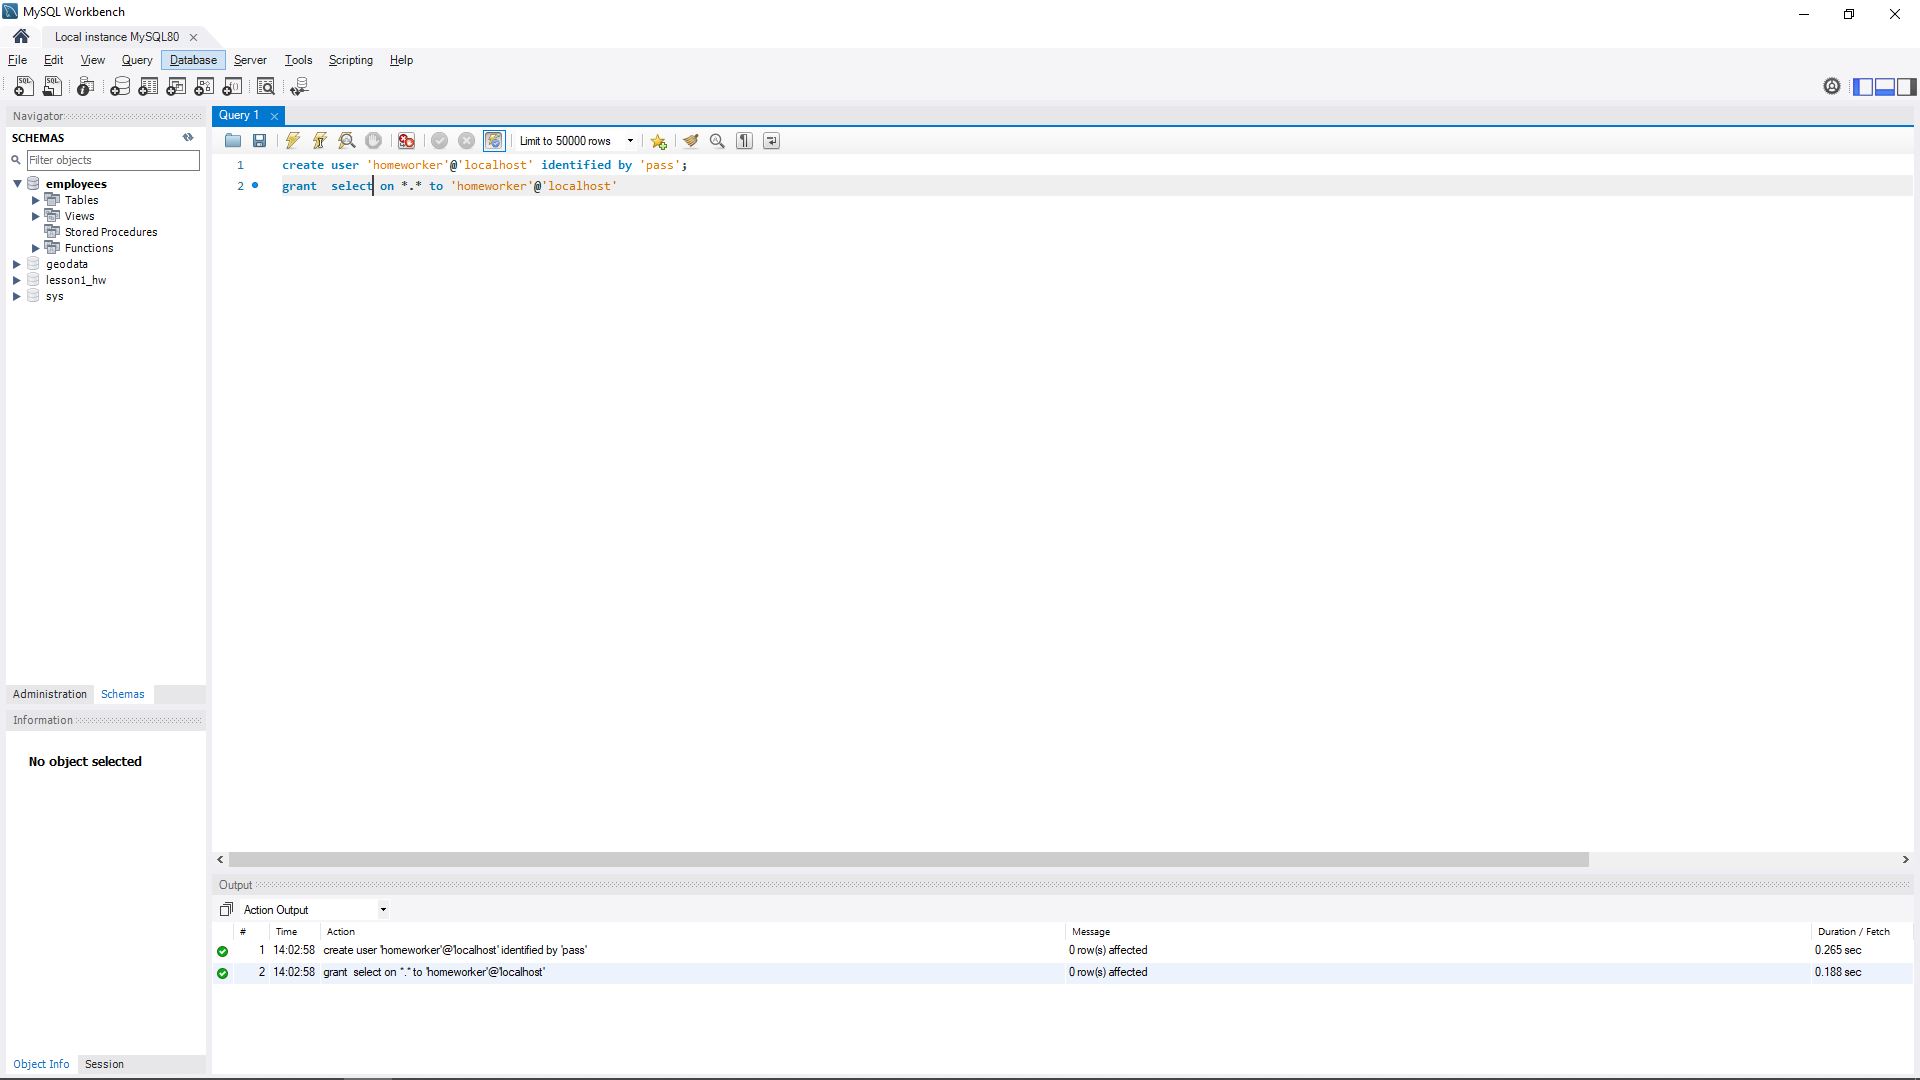 MySQL Workbench
Local instance MySQL80
File Edit View Query Database Server Tools Scripting Help
Navigator
SCHEMAS
Filter objects
employees
Tables
Views
Stored Procedures
Functions
geodata
lesson1_hw
sys
Administration Schemas
Information
No object selected
Object Info Session
Query 1
Limit to 50000 rows
1 create user 'homeworker'@'localhost' identified by 'pass';
2 grant  select on *.* to 'homeworker'@'localhost'
Output
Action Output
# Time Action Message Duration / Fetch
1 14:02:58 create user 'homeworker'@'localhost' identified by 'pass' 0 row(s) affected 0.265 sec
2 14:02:58 grant  select on *.* to 'homeworker'@'localhost' 0 row(s) affected 0.188 sec